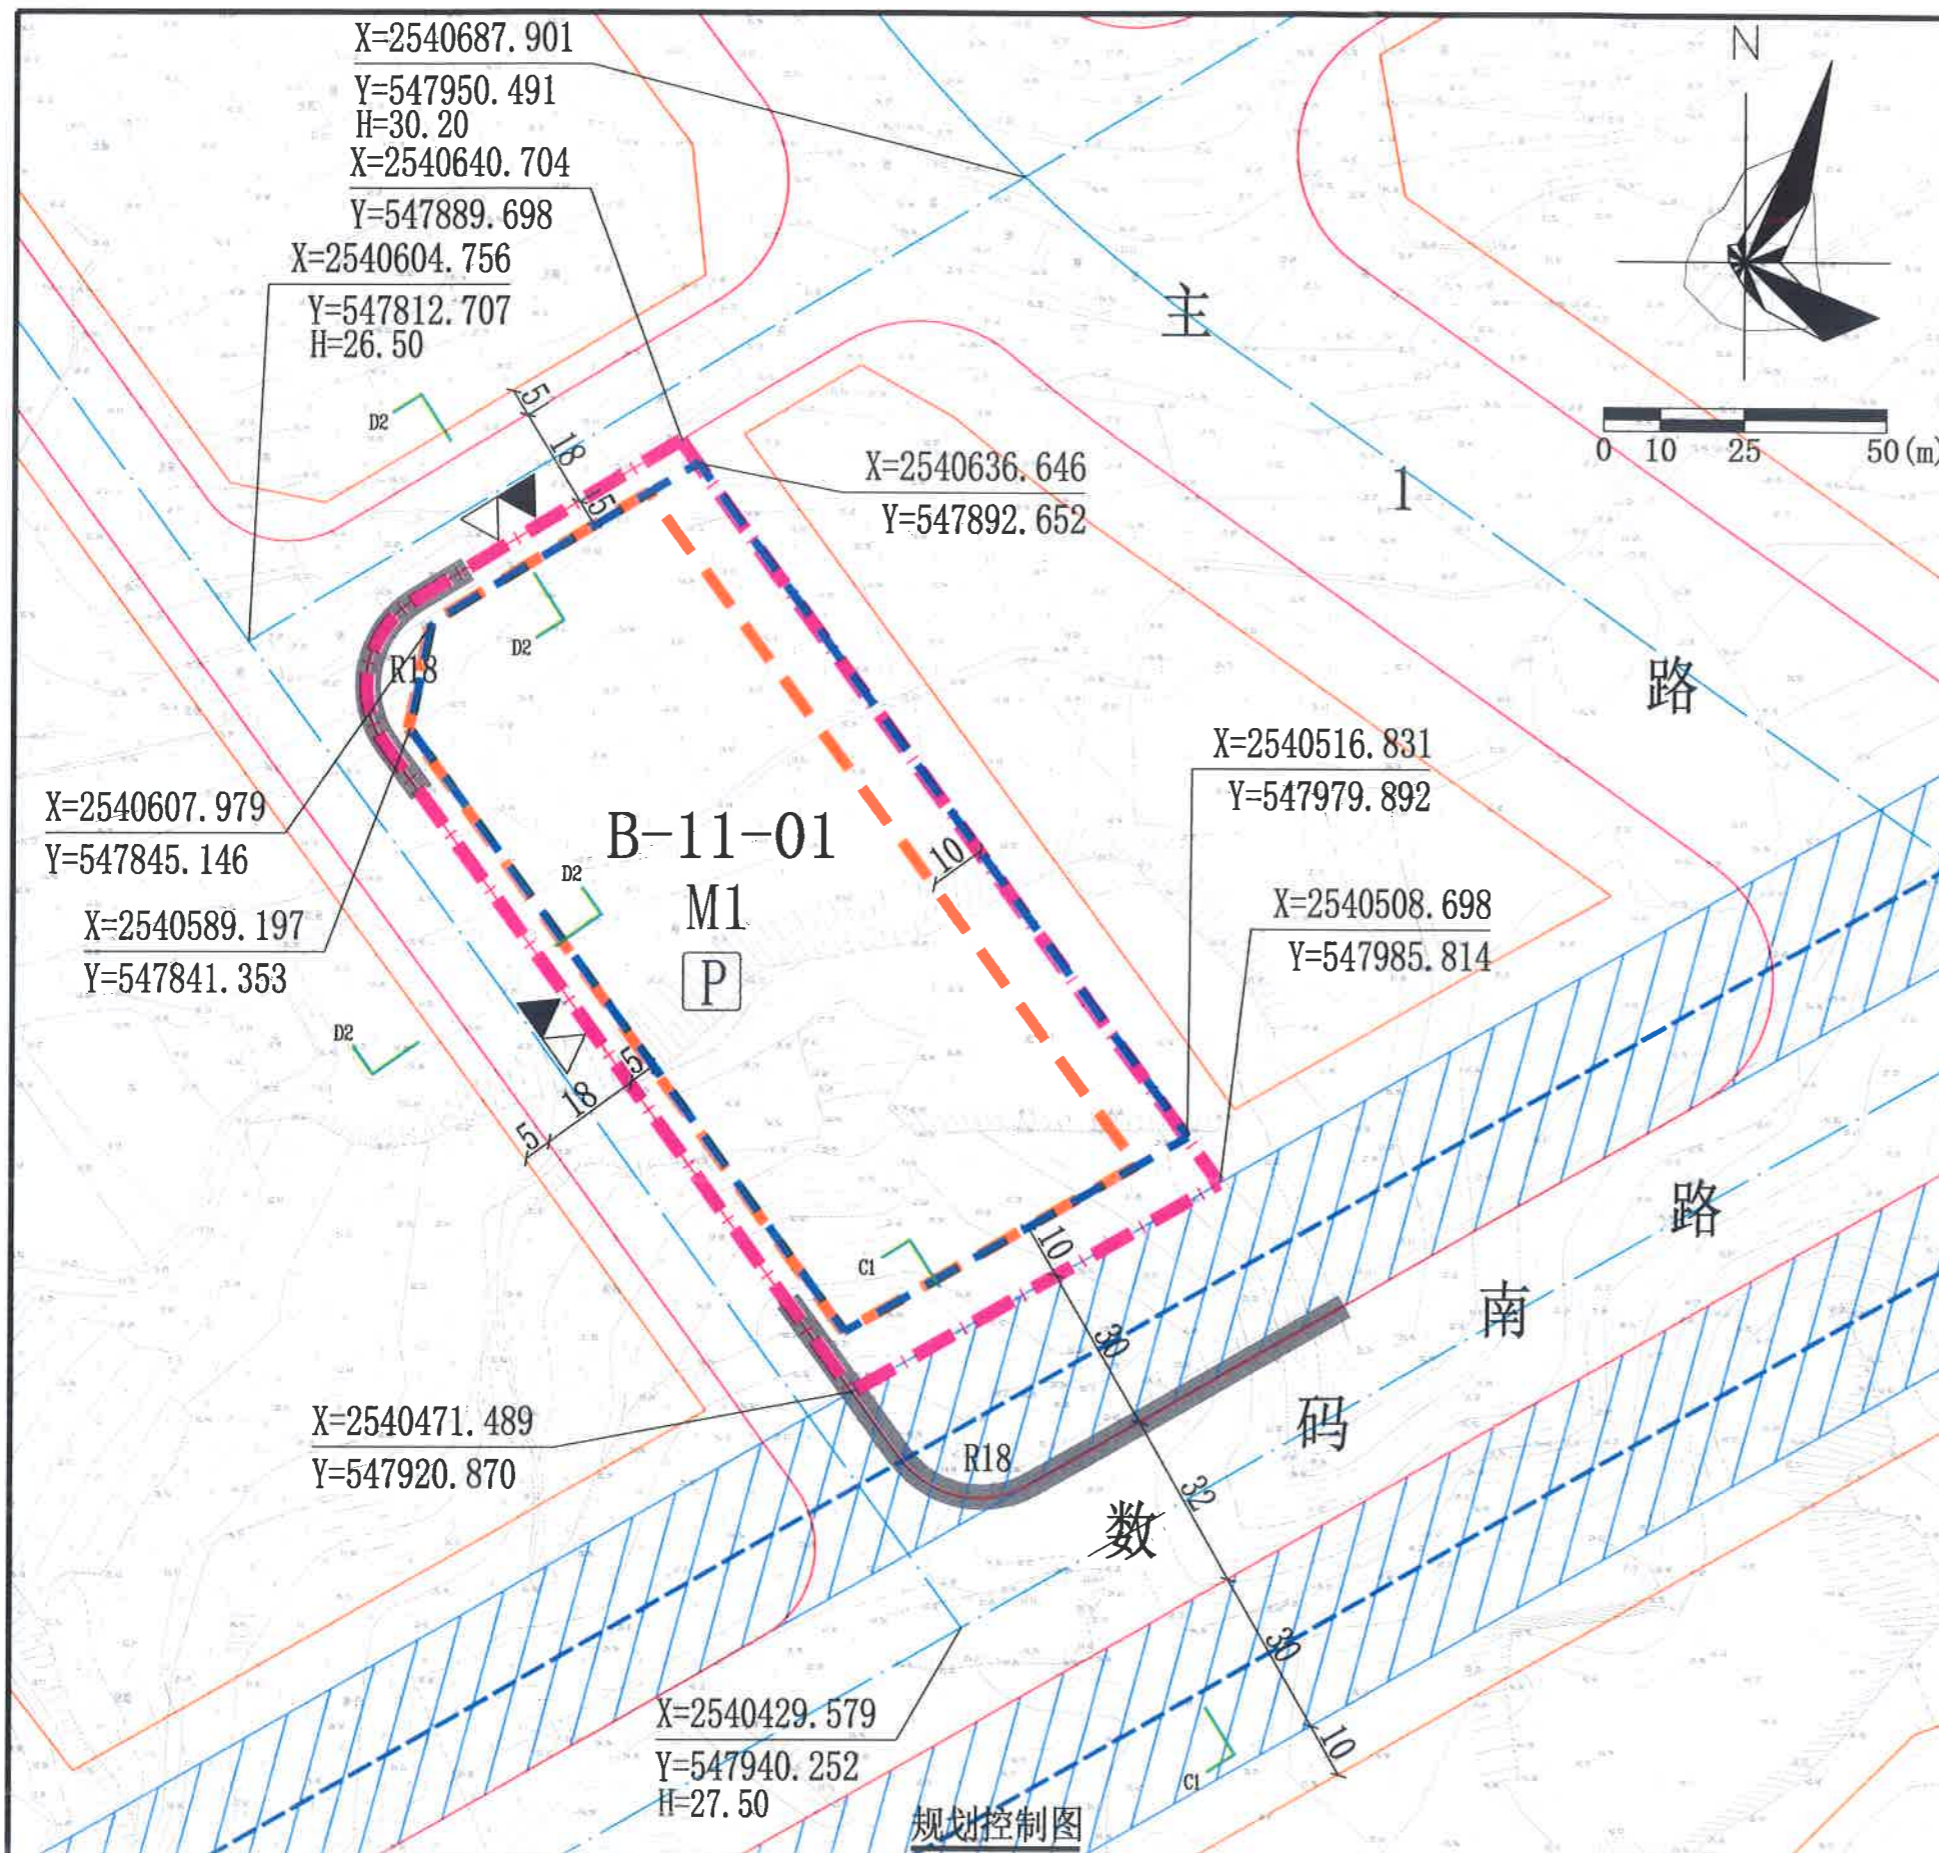 X=2540687.901
Y=547950.491
H=30.20
X=2540640.704
Y=547889.698
X=2540604.756
Y=547812.707
H=26.50
N
0 10 25 50(m)
主
1
路
D2
5
18
5
X=2540636.646
Y=547892.652
D2
R18
X=2540516.831
Y=547979.892
X=2540607.979
Y=547845.146
B-11-01
M1
P
10
D2
X=2540589.197
Y=547841.353
X=2540508.698
Y=547985.814
D2
5
18
5
路
南
码
数
C1
10
30
32
30
10
X=2540471.489
Y=547920.870
R18
X=2540429.579
Y=547940.252
H=27.50
C1
规划控制图